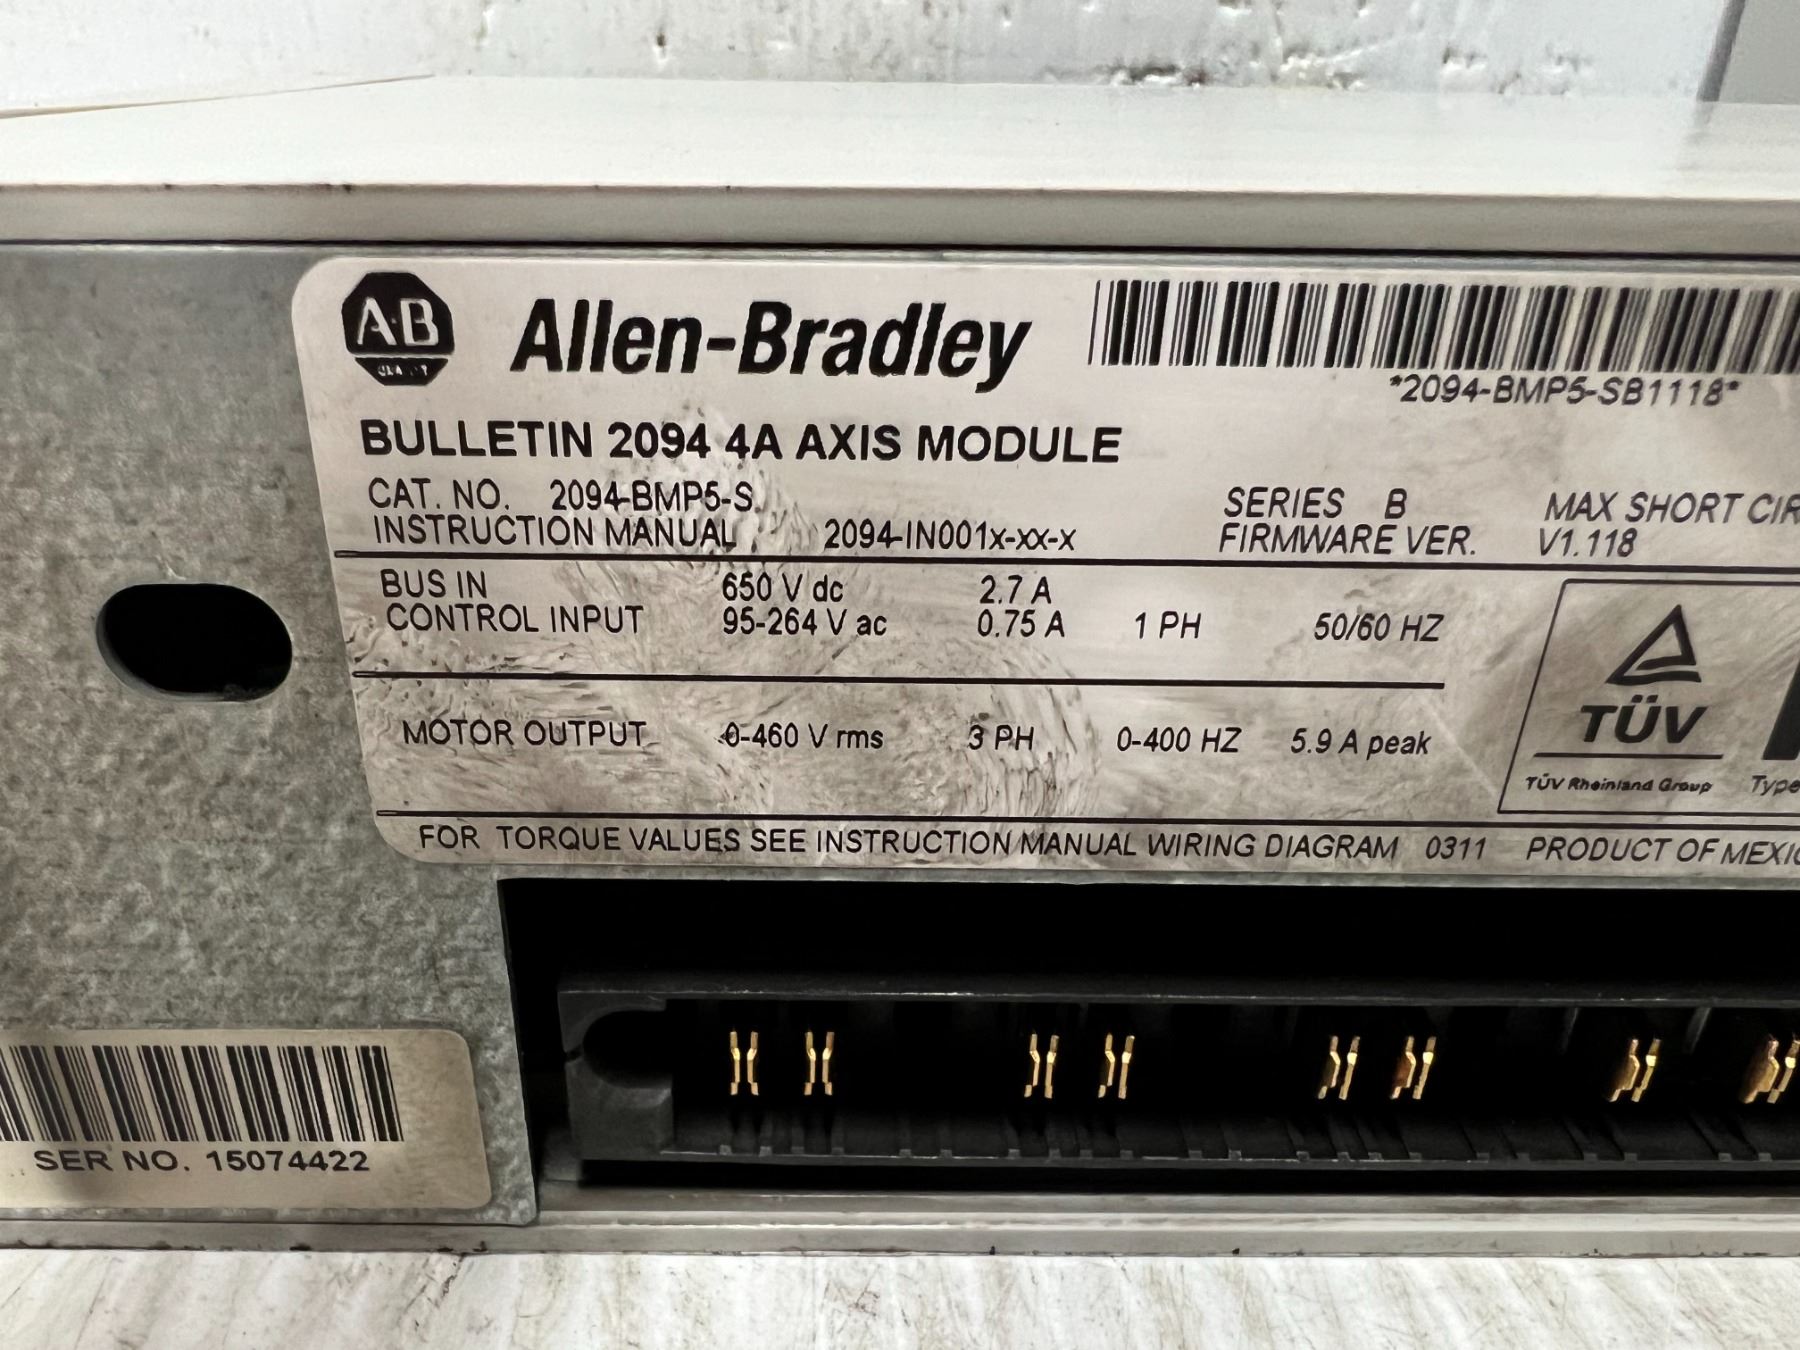 A·B
Allen-Bradley
*2094-BMP5-SB1118*
BULLETIN 2094 4A AXIS MODULE
CAT. NO. 2094-BMP5-S SERIES B MAX SHORT CIR
INSTRUCTION MANUAL 2094-IN001x-xx-x FIRMWARE VER. V1.118
BUS IN 650 V dc 2.7 A
CONTROL INPUT 95-264 V ac 0.75 A 1 PH 50/60 HZ
MOTOR OUTPUT 0-460 V rms 3 PH 0-400 HZ 5.9 A peak
TÜV
TÜV Rheinland Group Type
FOR TORQUE VALUES SEE INSTRUCTION MANUAL WIRING DIAGRAM 0311 PRODUCT OF MEXIC
SER NO. 15074422